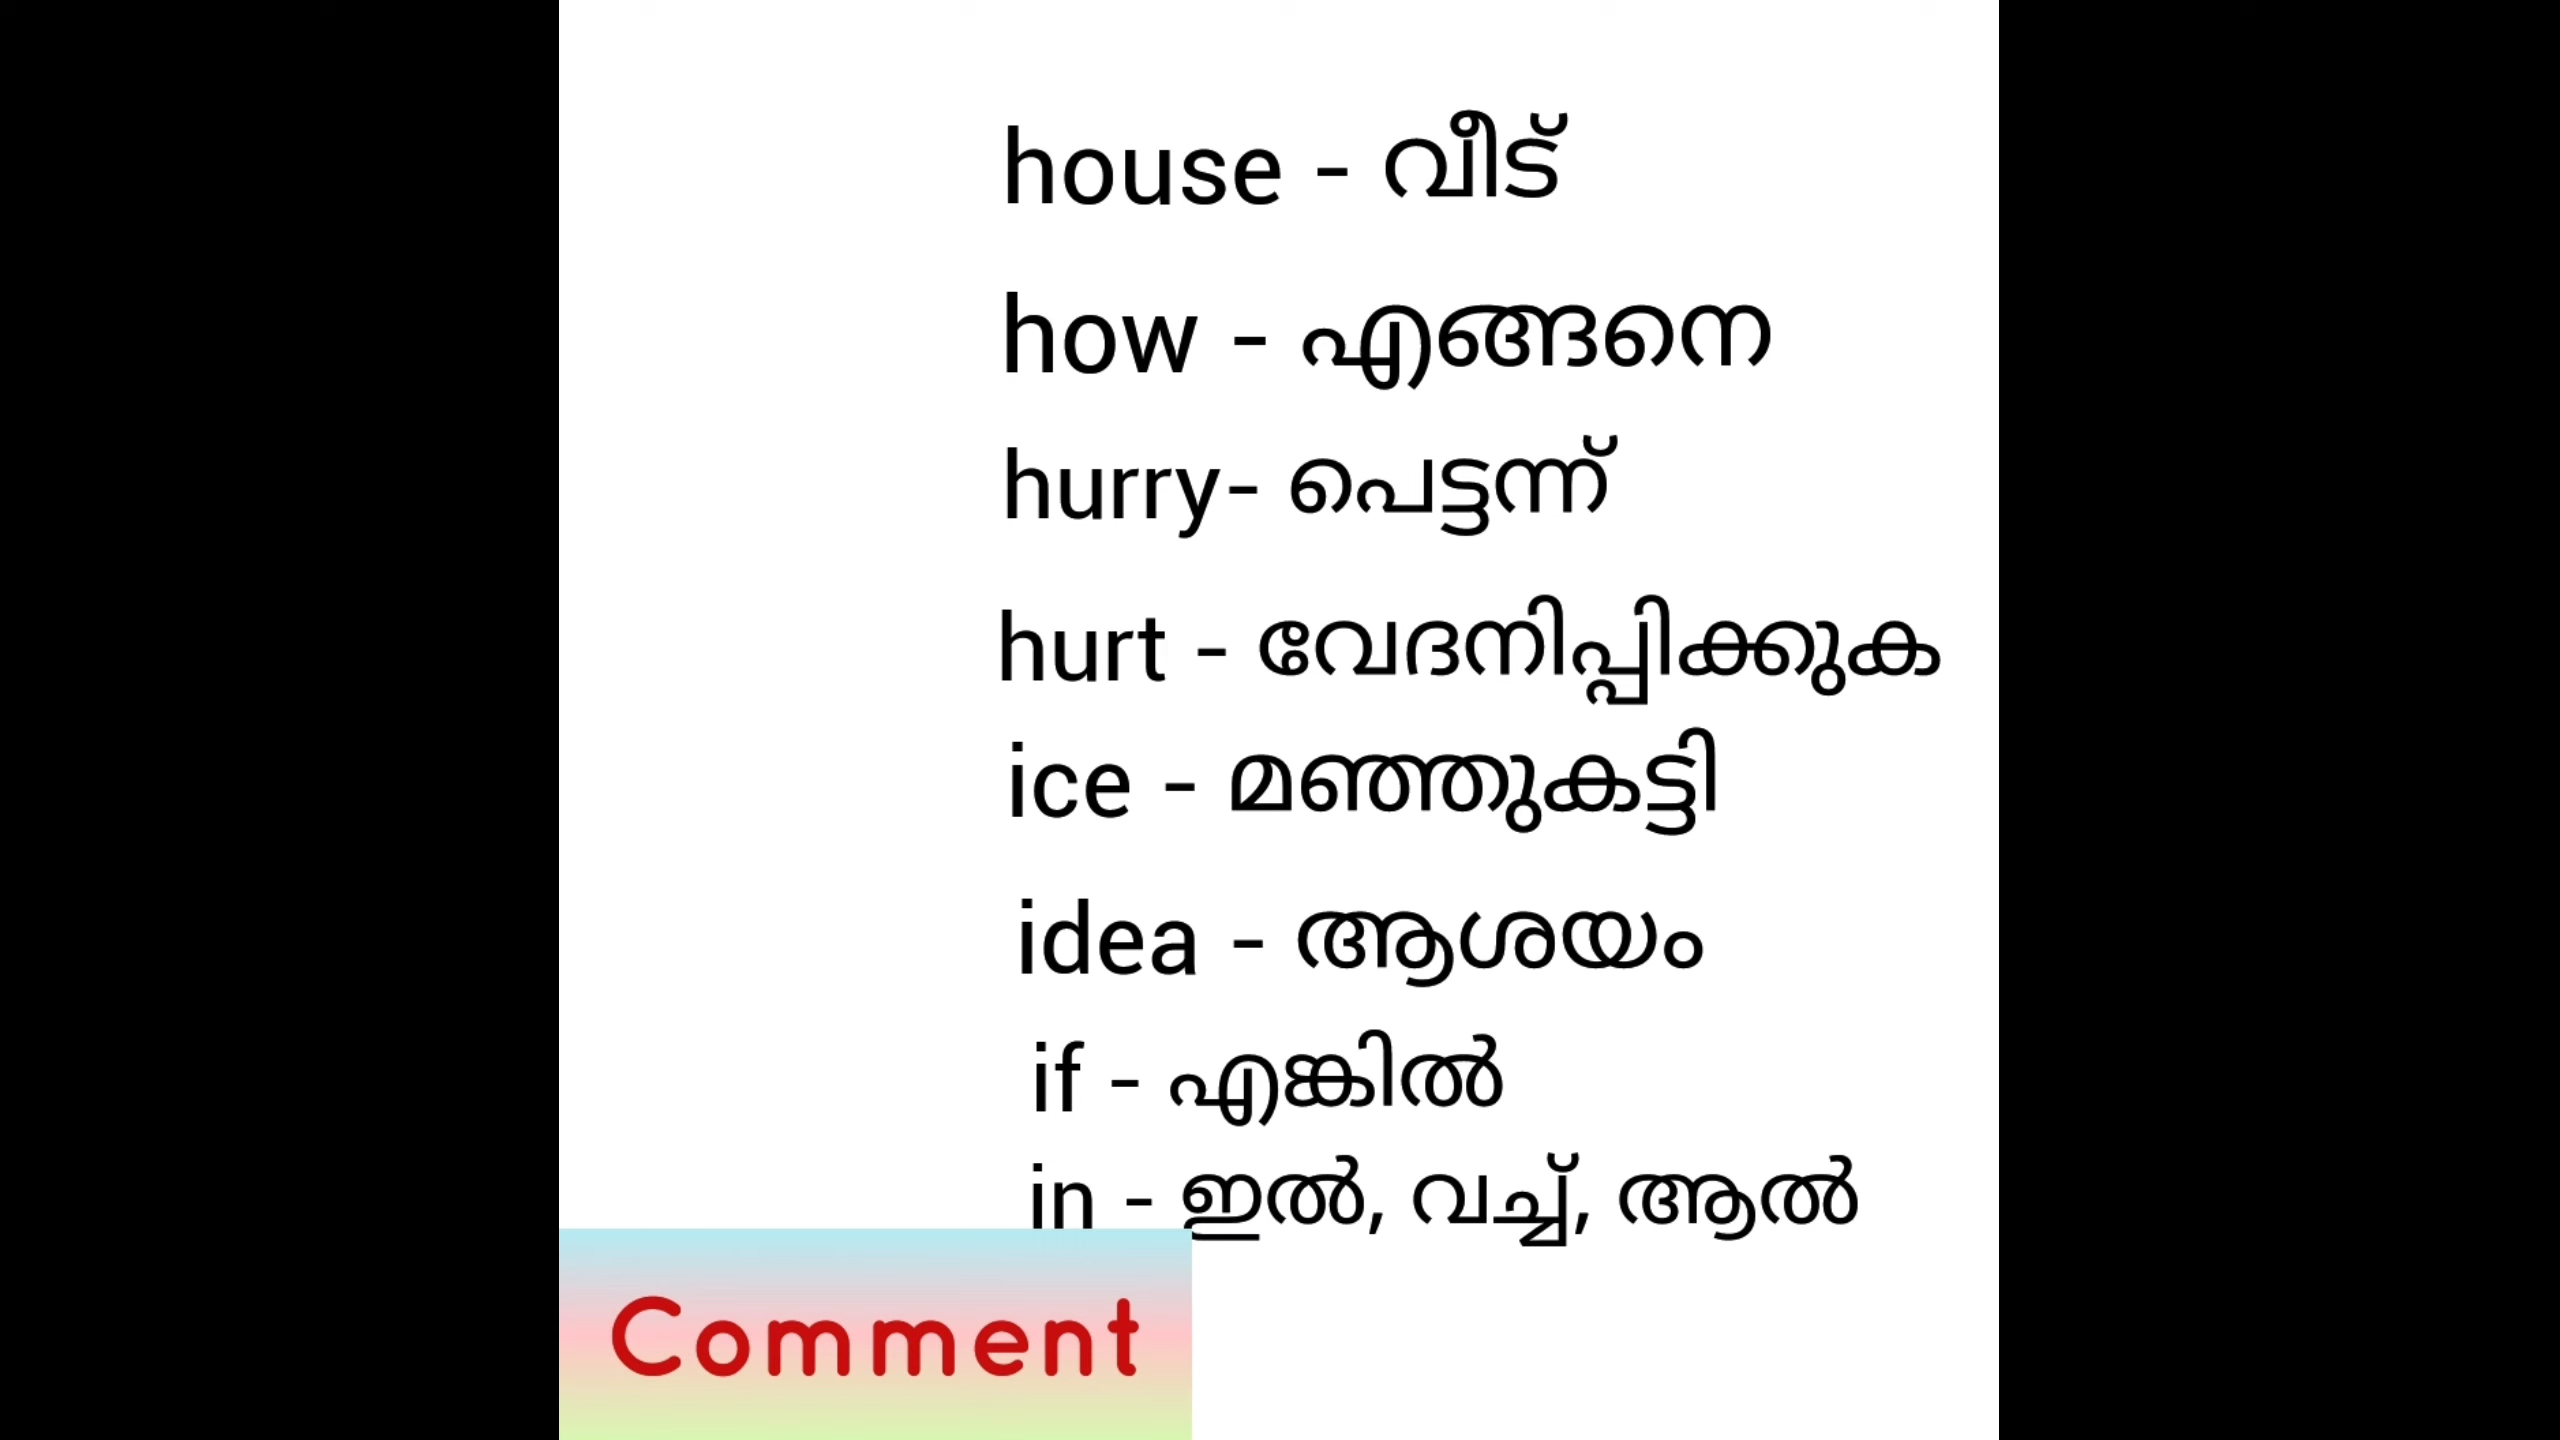 house - വീട്
how - എങ്ങനെ
hurry- പെട്ടന്ന്
hurt - വേദനിപ്പിക്കുക
ice - മഞ്ഞുകട്ടി
idea - ആശയം
if - എങ്കിൽ
in - ഇൽ, വച്ച്, ആൽ
Comment